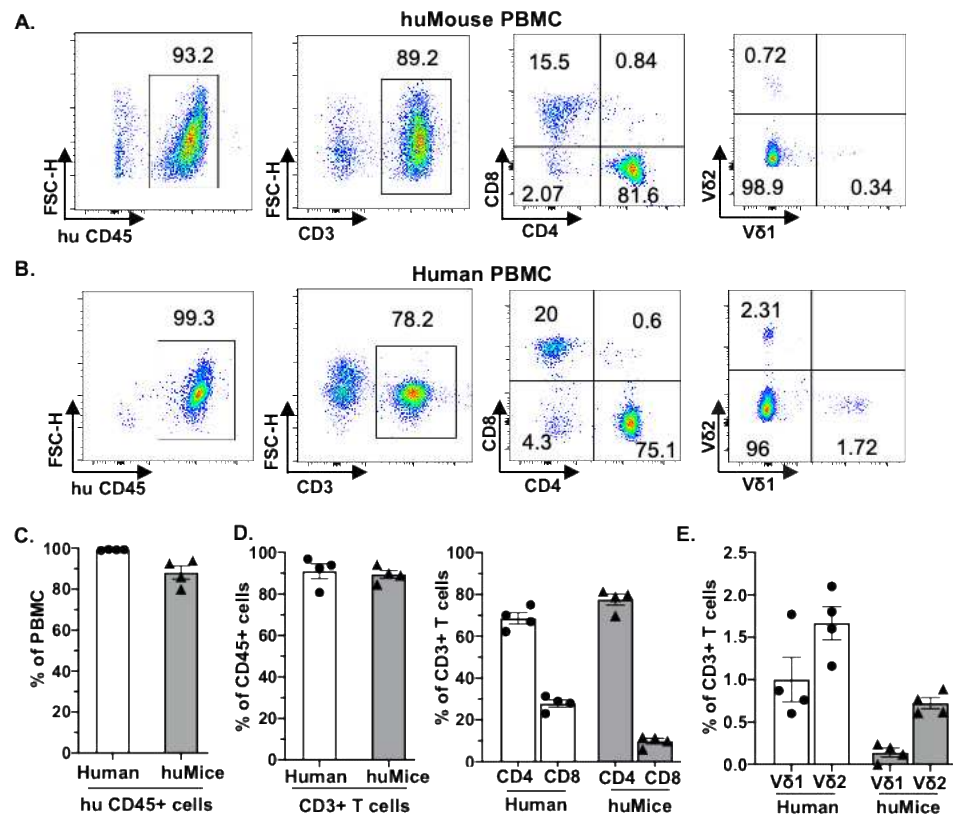 A.
huMouse PBMC
93.2
FSC-H
hu CD45
89.2
FSC-H
CD3
15.5
0.84
2.07
81.6
CD8
CD4
0.72
98.9
0.34
Vδ2
Vδ1
B.
Human PBMC
99.3
FSC-H
hu CD45
78.2
FSC-H
CD3
20
0.6
4.3
75.1
CD8
CD4
2.31
96
1.72
Vδ2
Vδ1
C.
% of PBMC
100
80
60
40
20
0
Human
huMice
hu CD45+ cells
D.
% of CD45+ cells
100
80
60
40
20
0
Human
huMice
CD3+ T cells
% of CD3+ T cells
100
80
60
40
20
0
CD4 CD8 CD4 CD8
Human
huMice
E.
% of CD3+ T cells
2.5
2.0
1.5
1.0
0.5
0.0
Vδ1 Vδ2 Vδ1 Vδ2
Human
huMice